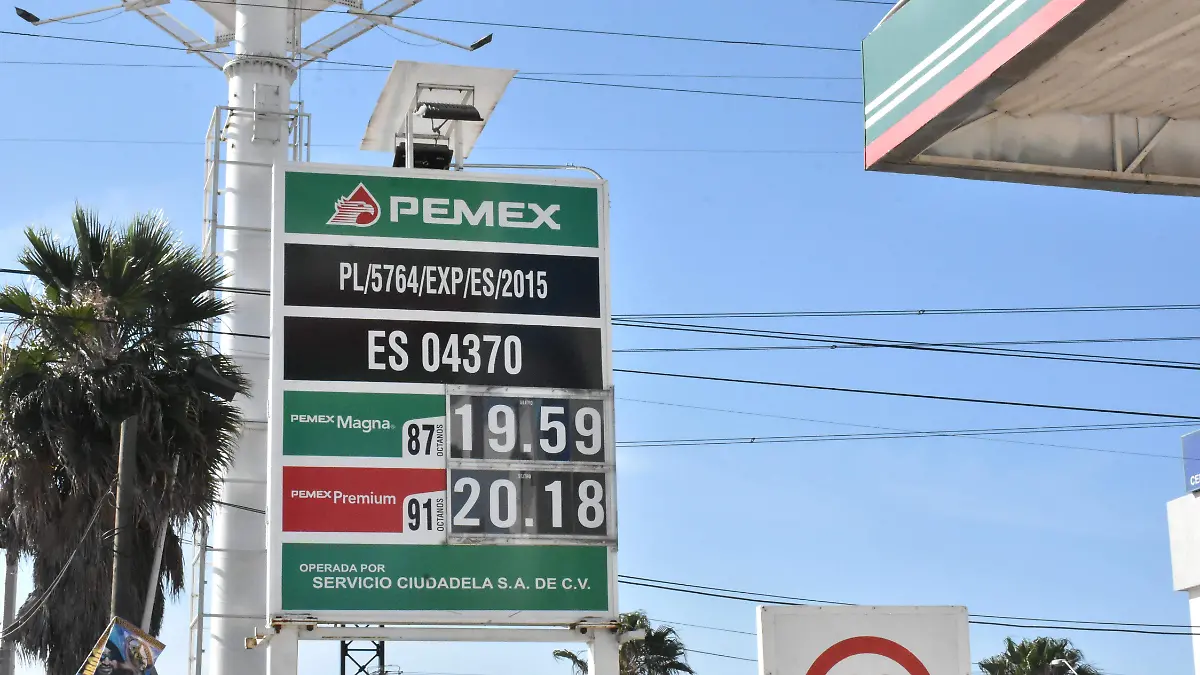 PEMEX
PL/5764/EXP/ES/2015
ES 04370
PEMEX Magna 87 OCTANOS 19.59
PEMEX Premium 91 OCTANOS 20.18
OPERADA POR
SERVICIO CIUDADELA S.A. DE C.V.